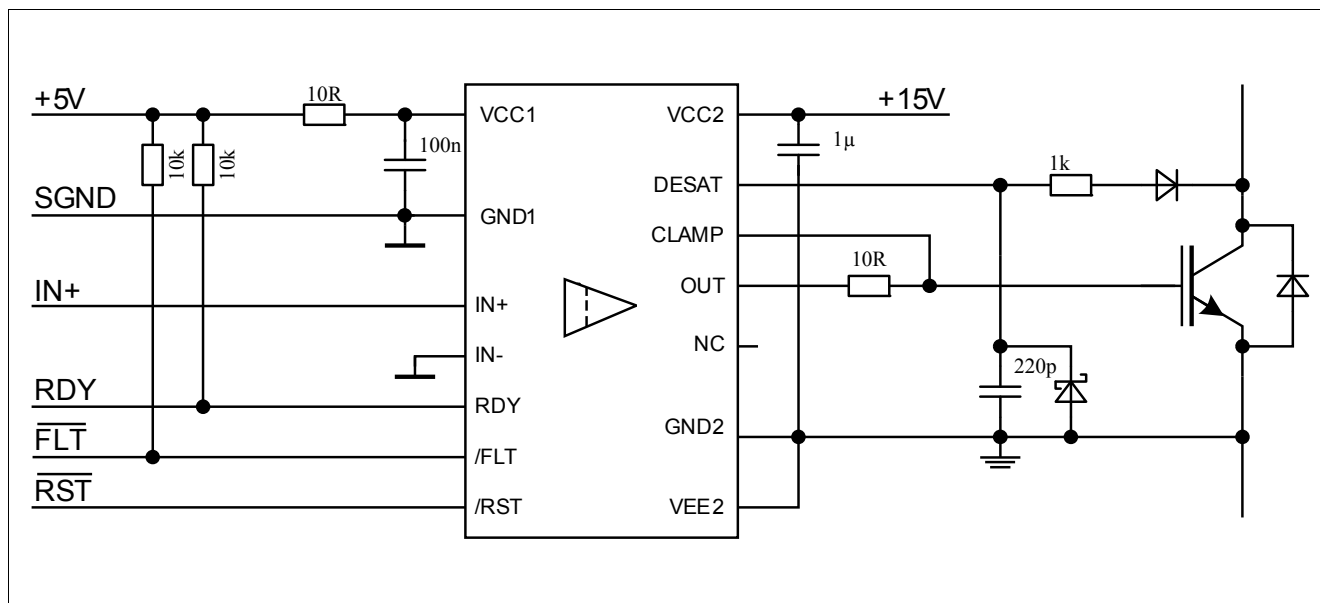 +5V
10R
10k
10k
100n
SGND
IN+
RDY
FLT
RST
VCC1
GND1
IN+
IN-
RDY
/FLT
/RST
VCC2
DESAT
CLAMP
OUT
NC
GND2
VEE2
+15V
1µ
1k
10R
220p